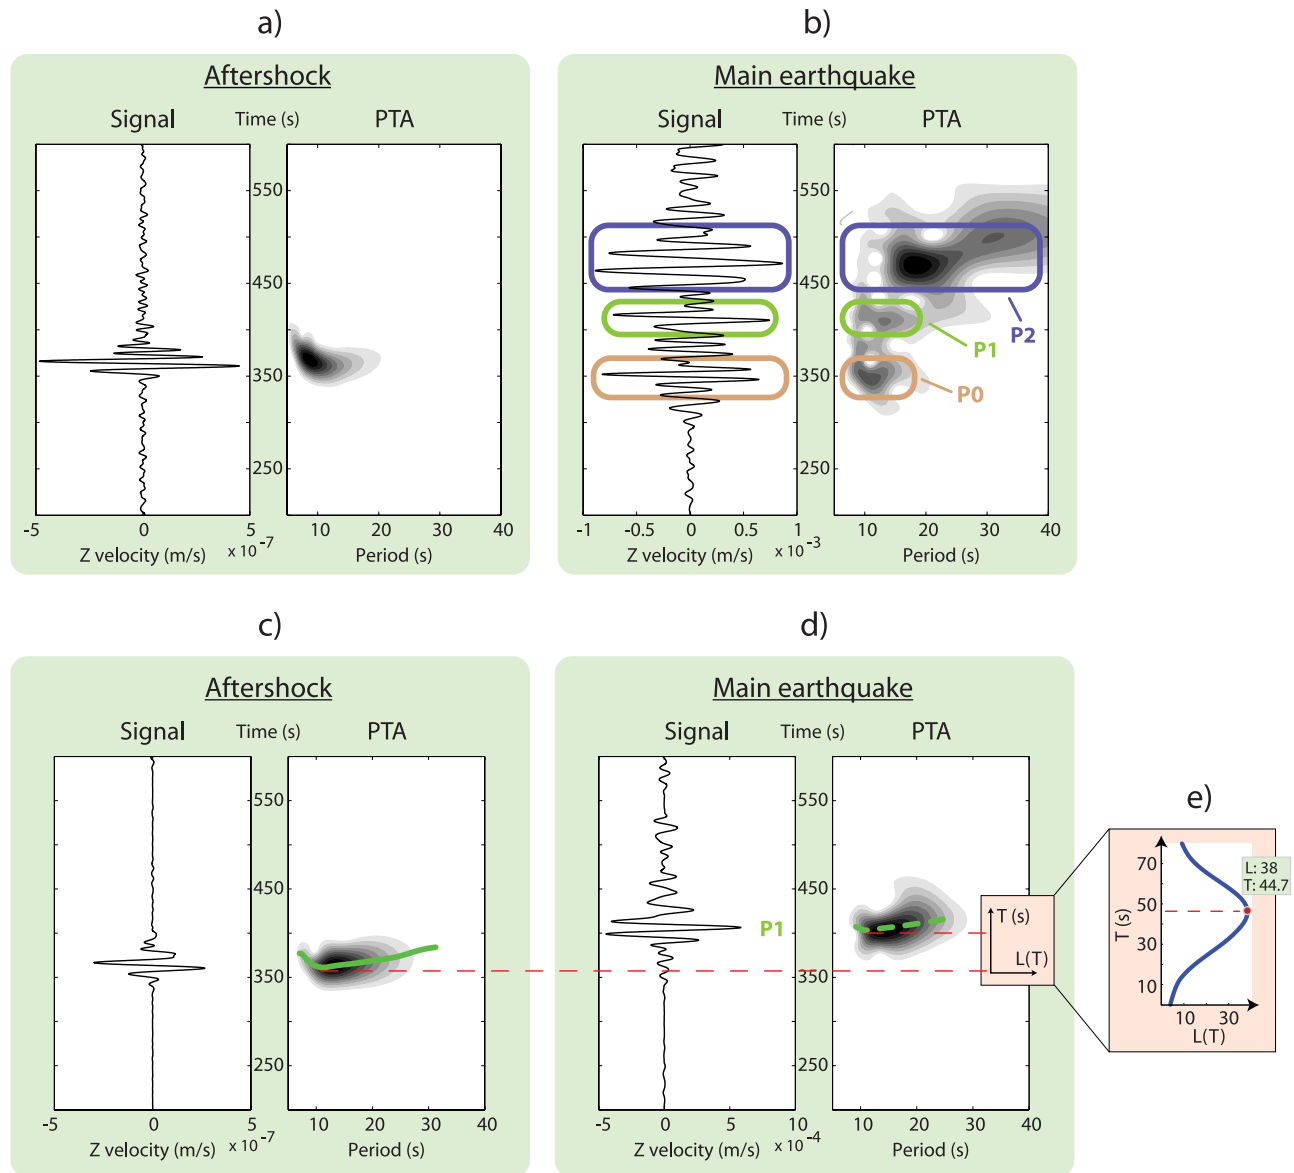 a)
Aftershock
Signal Time (s) PTA
550
450
350
250
-5 0 5 10 20 30 40
Z velocity (m/s) x 10⁻⁷ Period (s)
b)
Main earthquake
Signal Time (s) PTA
550
450
350
250
P2
P1
P0
-1 0 0.5 1 10 20 30 40
Z velocity (m/s) x 10⁻³ Period (s)
c)
Aftershock
Signal Time (s) PTA
550
450
350
250
-5 0 5 10 20 30 40
Z velocity (m/s) x 10⁻⁷ Period (s)
d)
Main earthquake
Signal Time (s) PTA
550
450
350
250
P1
T (s)
L(T)
-5 0 5 10 10 20 30 40
Z velocity (m/s) x 10⁻⁴ Period (s)
e)
L: 38
T: 44.7
T (s)
70
50
30
10
10 30
L(T)